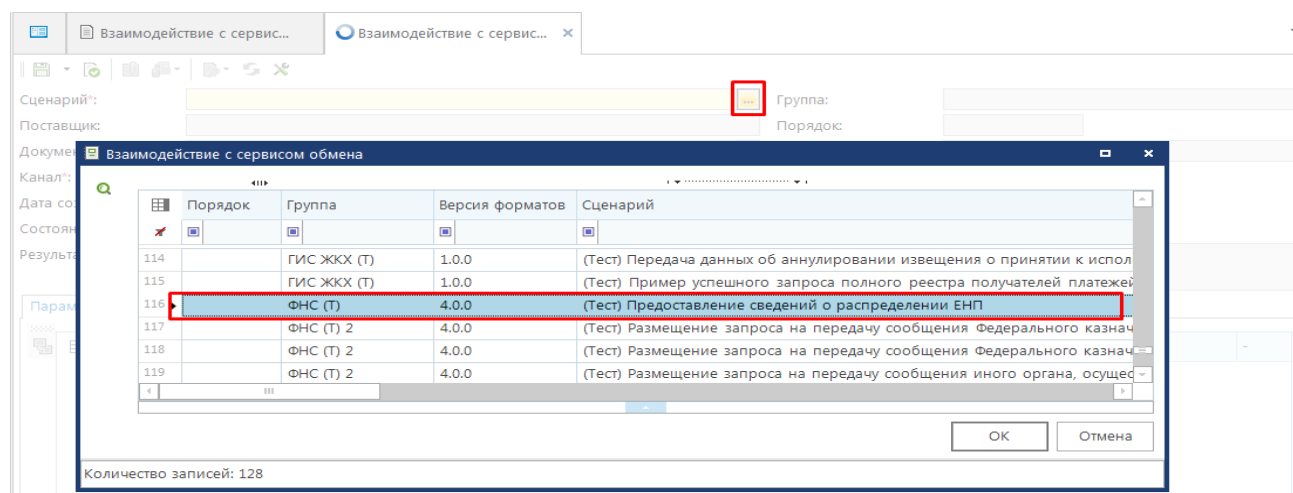 Взаимодействие с сервис... Взаимодействие с сервис...
Сценарий*: ... Группа:
Поставщик: Порядок:
Докуме
Взаимодействие с сервисом обмена
Канал*:
Дата со
Порядок Группа Версия форматов Сценарий
Состоян
Результа
114 ГИС ЖКХ (Т) 1.0.0 (Тест) Передача данных об аннулировании извещения о принятии к испол
115 ГИС ЖКХ (Т) 1.0.0 (Тест) Пример успешного запроса полного реестра получателей платежей
116 ФНС (Т) 4.0.0 (Тест) Предоставление сведений о распределении ЕНП
Парам
117 ФНС (Т) 2 4.0.0 (Тест) Размещение запроса на передачу сообщения Федерального казнач
118 ФНС (Т) 2 4.0.0 (Тест) Размещение запроса на передачу сообщения Федерального казнач
119 ФНС (Т) 2 4.0.0 (Тест) Размещение запроса на передачу сообщения иного органа, осущес
ОК Отмена
Количество записей: 128